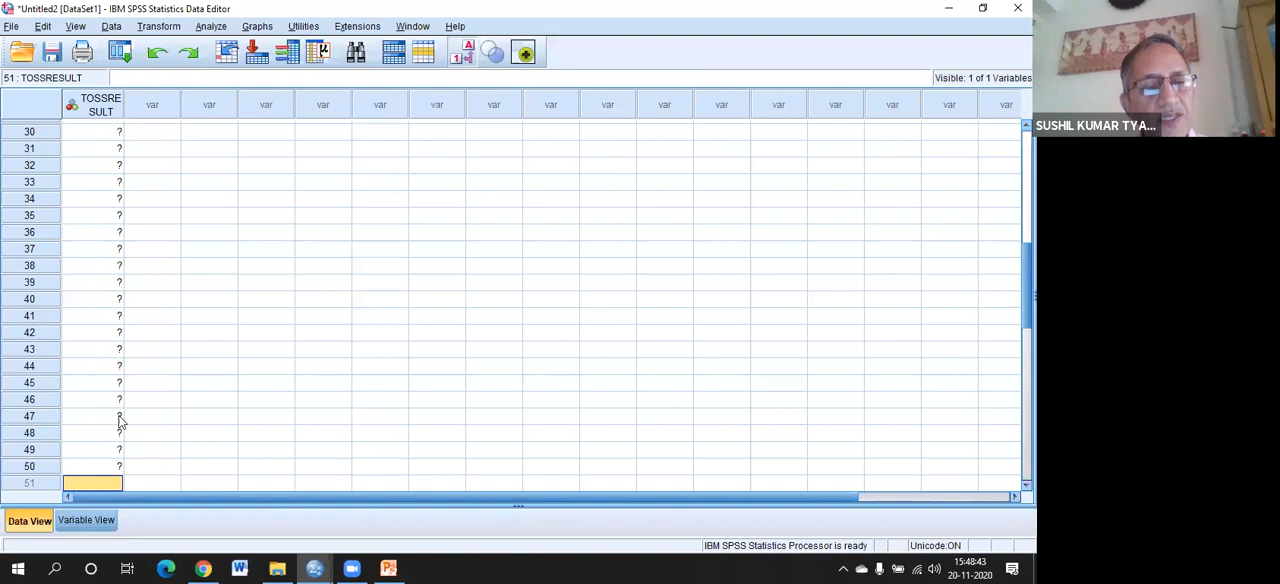 *Untitled2 [DataSet1] - IBM SPSS Statistics Data Editor
File Edit View Data Transform Analyze Graphs Utilities Extensions Window Help
51 : TOSSRESULT
Visible: 1 of 1 Variables
TOSSRE
SULT
var var var var var var var var var var var var var var var var
30 ?
31 ?
32 ?
33 ?
34 ?
35 ?
36 ?
37 ?
38 ?
39 ?
40 ?
41 ?
42 ?
43 ?
44 ?
45 ?
46 ?
47 ?
48 ?
49 ?
50 ?
51
Data View Variable View
IBM SPSS Statistics Processor is ready
Unicode:ON
15:48:43
20-11-2020
SUSHIL KUMAR TYA...